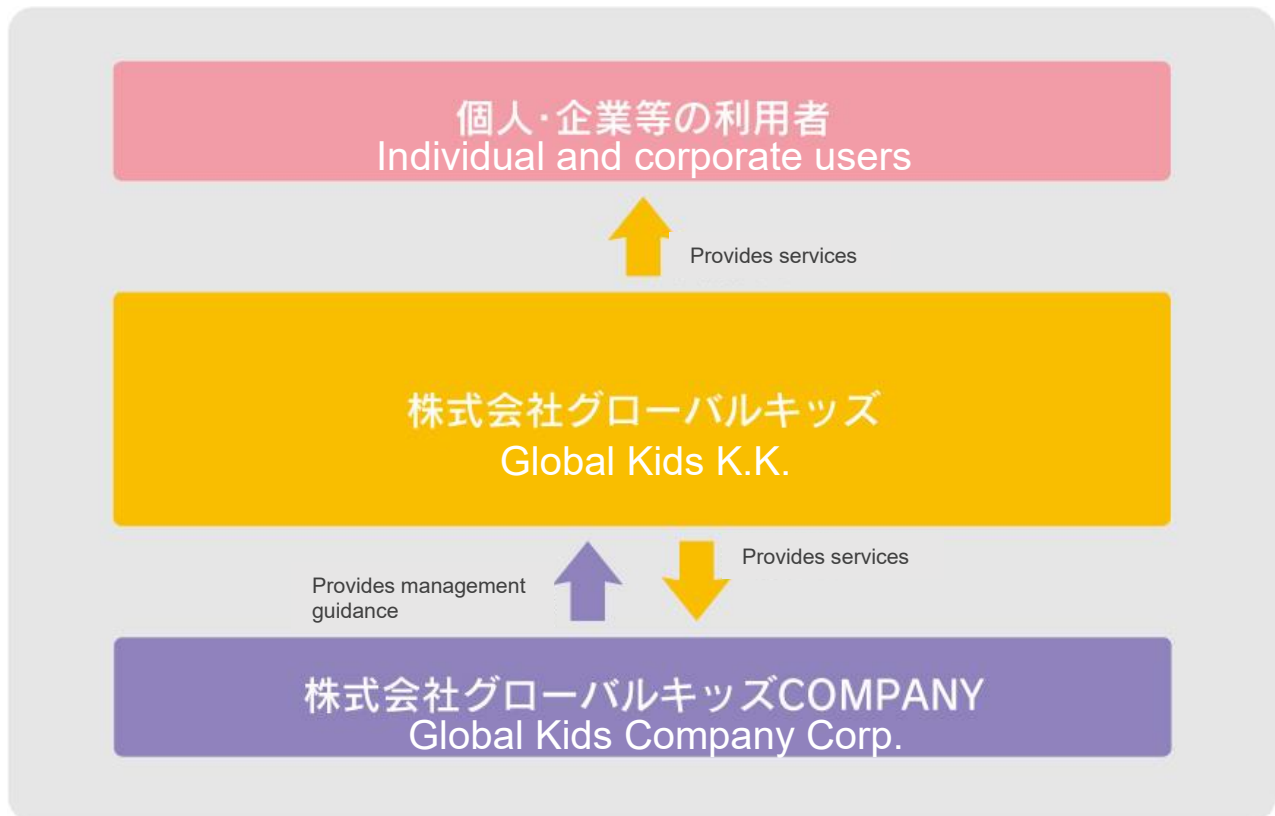 個人・企業等の利用者
Individual and corporate users
Provides services
株式会社グローバルキッズ
Global Kids K.K.
Provides management
guidance
Provides services
株式会社グローバルキッズCOMPANY
Global Kids Company Corp.